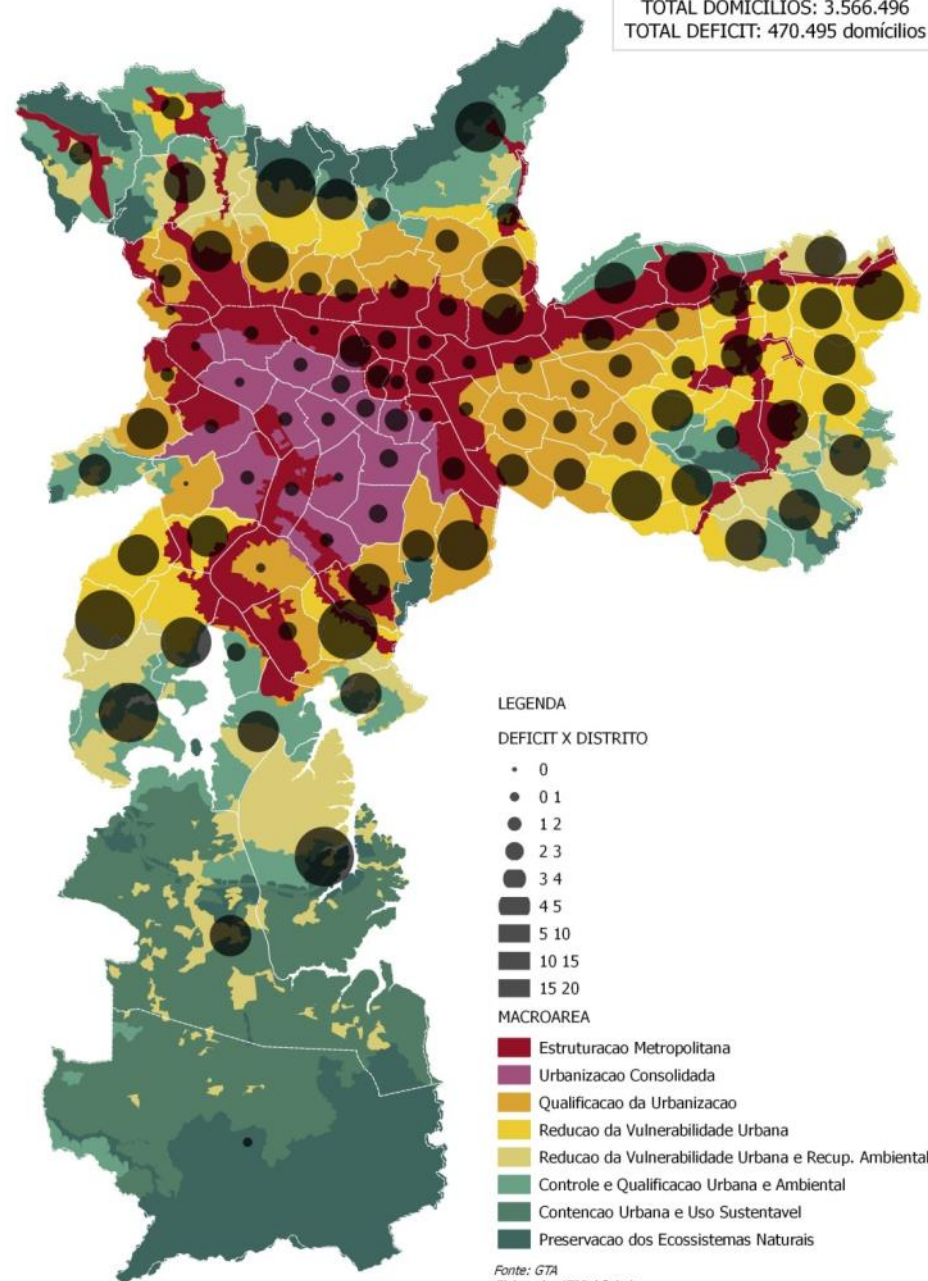 TOTAL DOMICILIOS: 3.566.496
TOTAL DEFICIT: 470.495 domícilios
LEGENDA
DEFICIT X DISTRITO
0
0 1
1 2
2 3
3 4
4 5
5 10
10 15
15 20
MACROAREA
Estruturacao Metropolitana
Urbanizacao Consolidada
Qualificacao da Urbanizacao
Reducao da Vulnerabilidade Urbana
Reducao da Vulnerabilidade Urbana e Recup. Ambiental
Controle e Qualificacao Urbana e Ambiental
Contencao Urbana e Uso Sustentavel
Preservacao dos Ecossistemas Naturais
Fonte: GTA